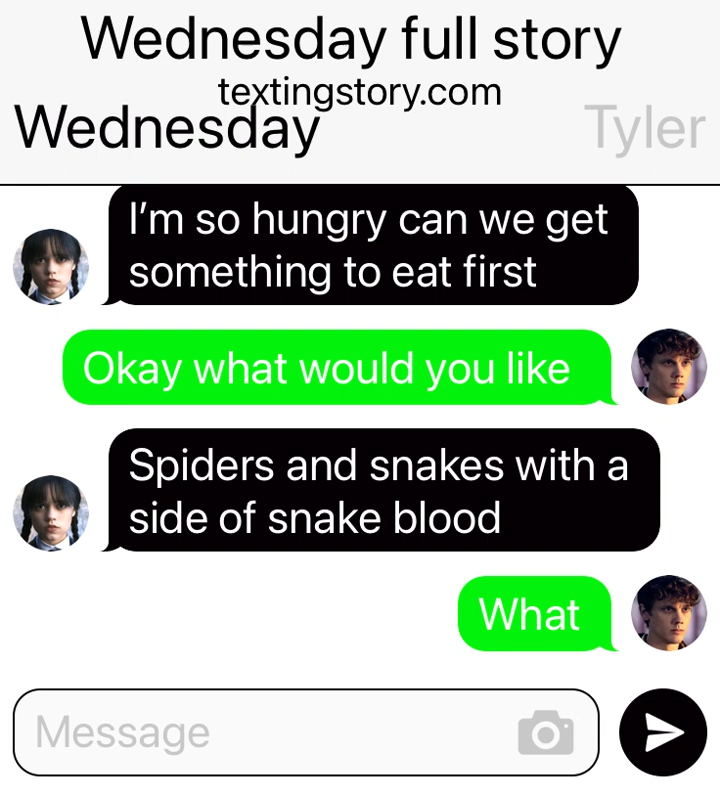 Wednesday full story
textingstory.com
Wednesday
Tyler
I’m so hungry can we get
something to eat first
Okay what would you like
Spiders and snakes with a
side of snake blood
What
Message